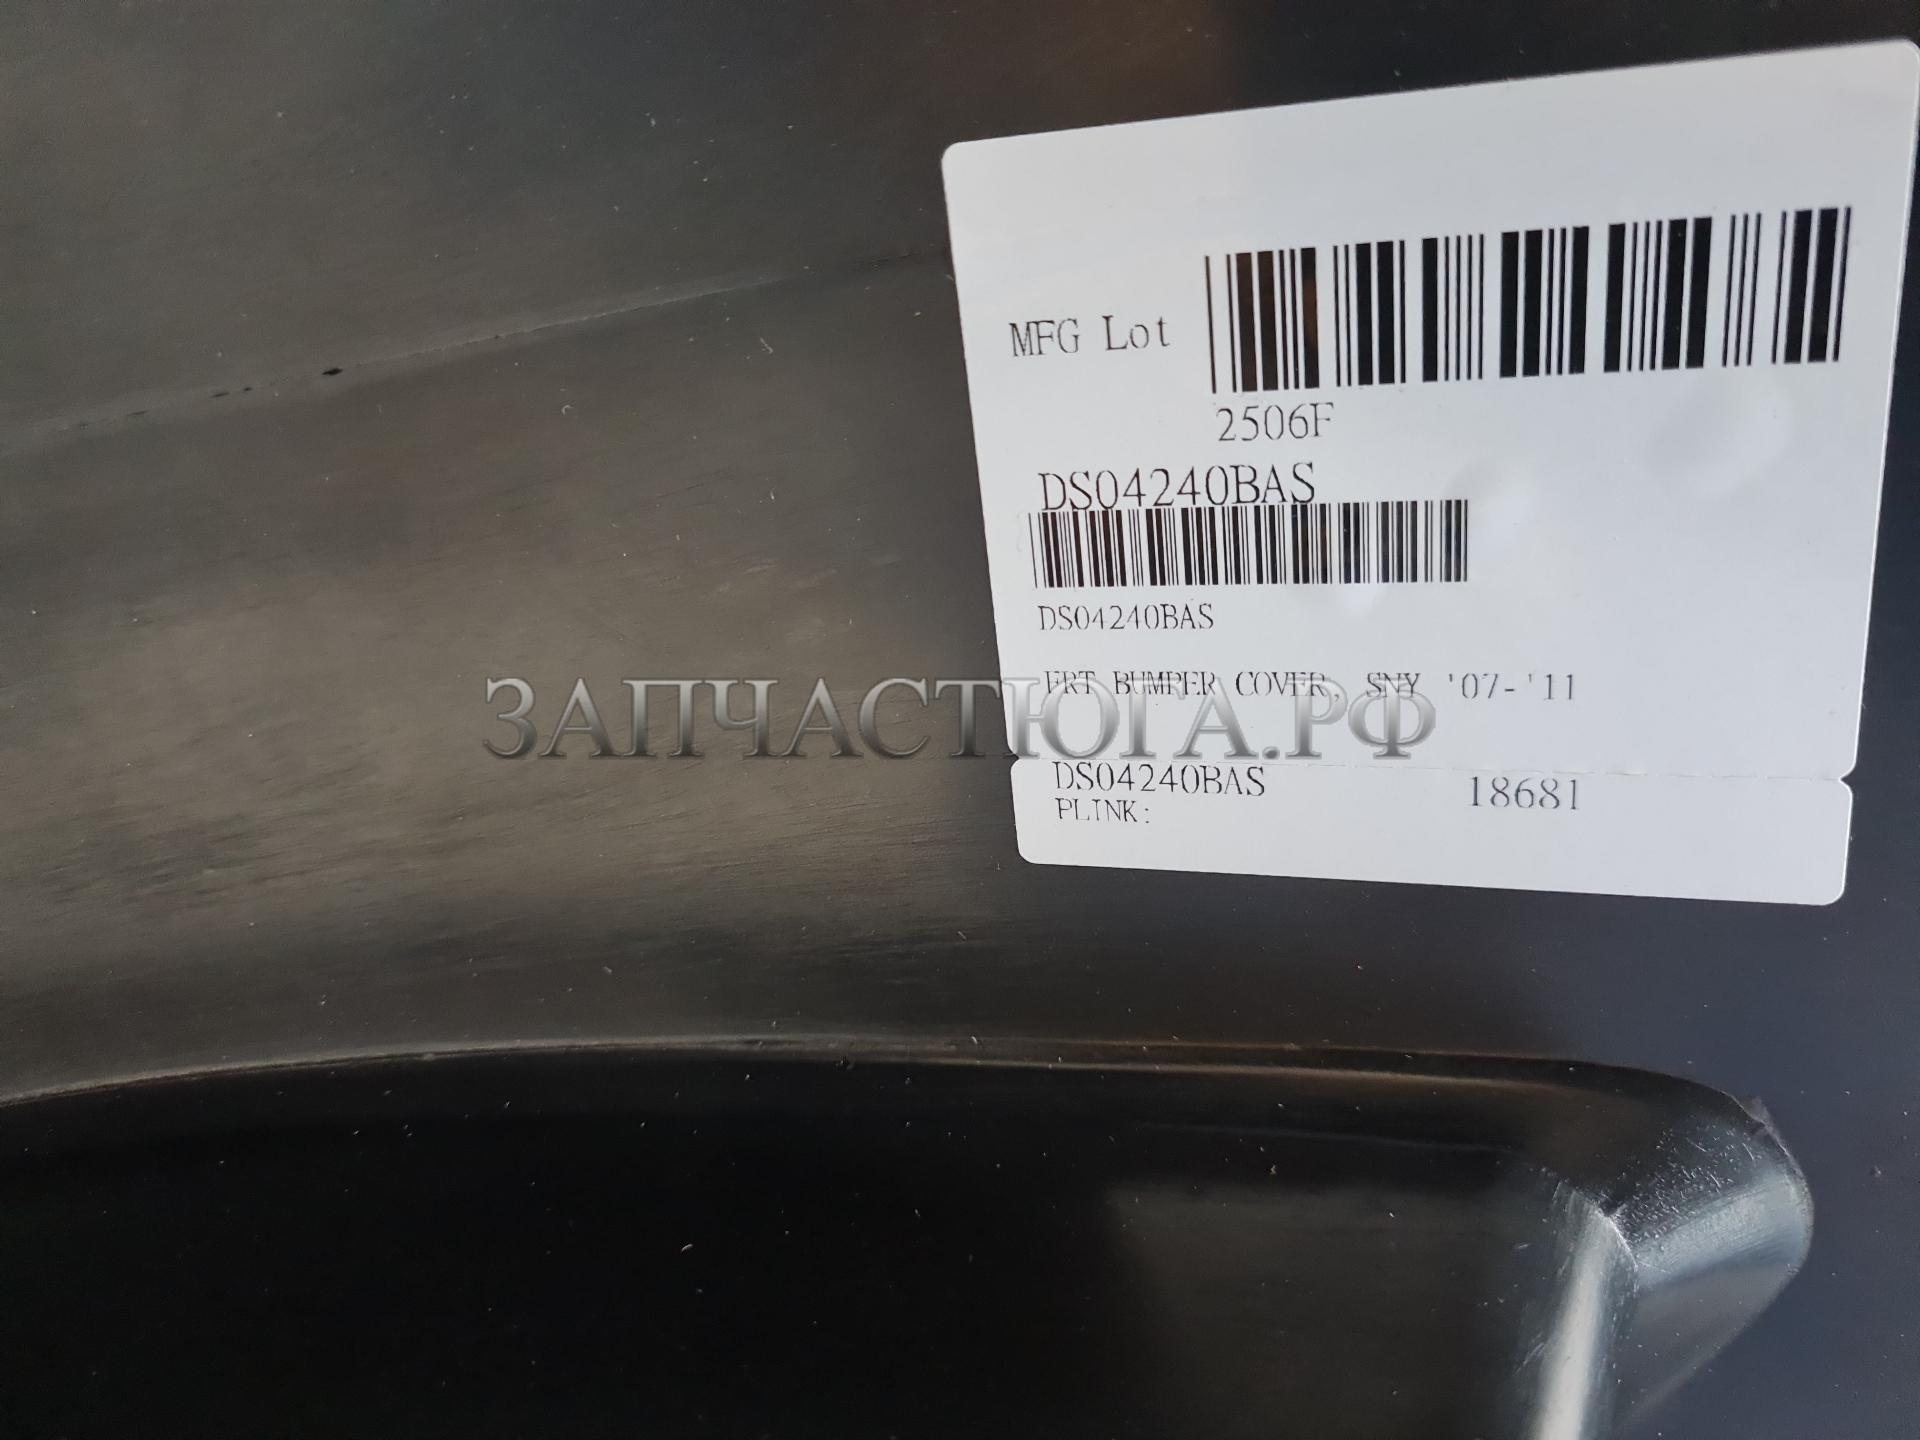 MFG Lot
2506F
DS04240BAS
DS04240BAS
FRT BUMPER COVER, SNY '07-'11
ЗАПЧАСТЮГА.РФ
DS04240BAS 18681
PLINK: